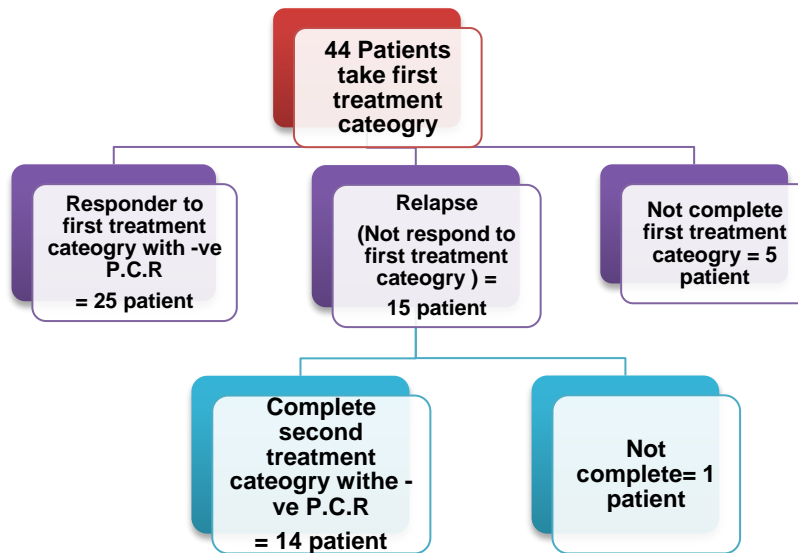 44 Patients
take first
treatment
cateogry
Responder to
first treatment
cateogry with -ve
P.C.R
= 25 patient
Relapse
(Not respond to
first treatment
cateogry ) =
15 patient
Not complete
first treatment
cateogry = 5
patient
Complete
second
treatment
cateogry withe -
ve P.C.R
= 14 patient
Not
complete= 1
patient